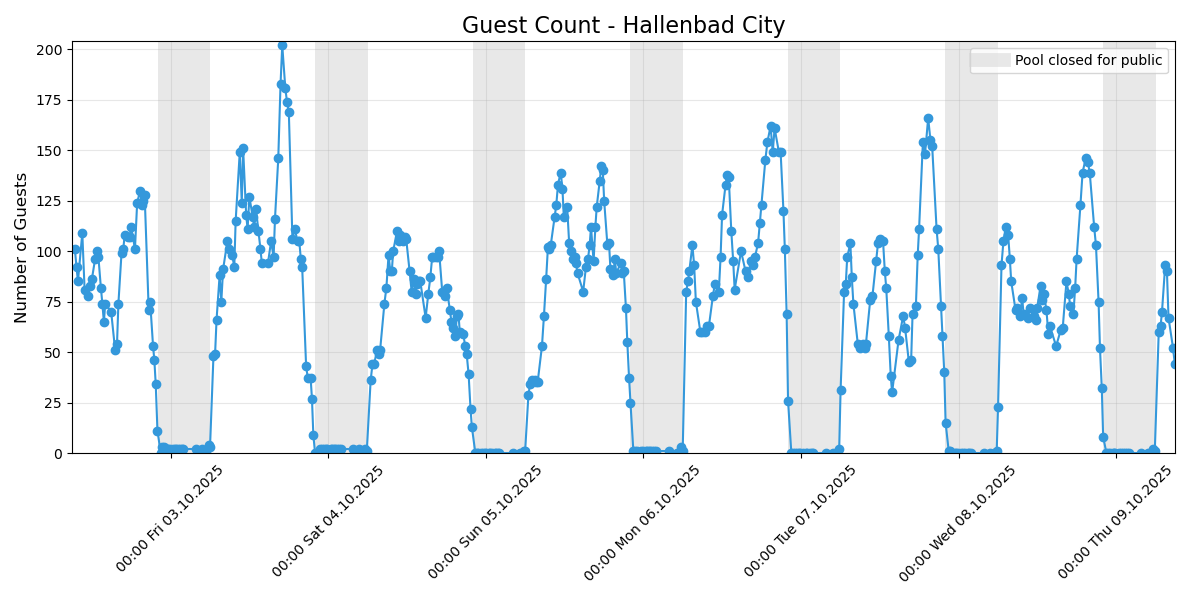 Guest Count - Hallenbad City
Pool closed for public
Number of Guests
200
175
150
125
100
75
50
25
0
00:00 Fri 03.10.2025
00:00 Sat 04.10.2025
00:00 Sun 05.10.2025
00:00 Mon 06.10.2025
00:00 Tue 07.10.2025
00:00 Wed 08.10.2025
00:00 Thu 09.10.2025